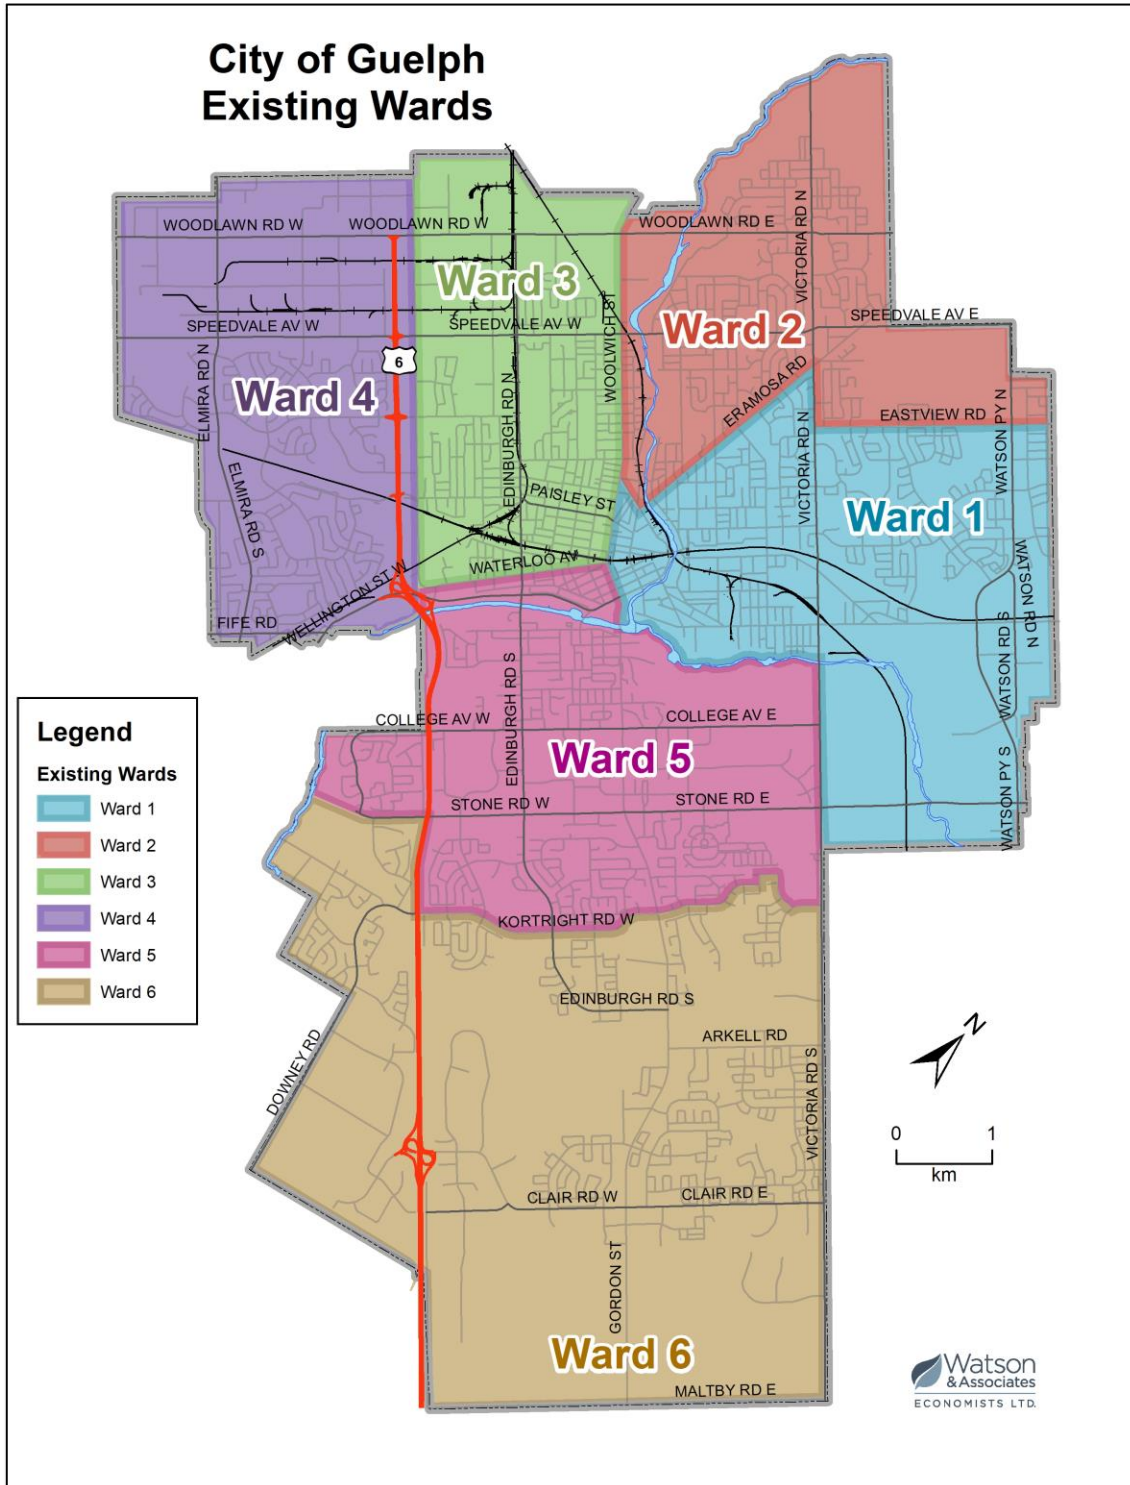 City of Guelph
Existing Wards
WOODLAWN RD W
WOODLAWN RD W
WOODLAWN RD E
VICTORIA RD N
Ward 3
SPEEDVALE AV W
SPEEDVALE AV W
SPEEDVALE AV E
Ward 2
WOOLWICH ST
6
ELMIRA RD N
Ward 4
ERAMOSA RD
EDINBURGH RD N
EASTVIEW RD
WATSON PY N
VICTORIA RD N
PAISLEY ST
Ward 1
ELMIRA RD S
WATERLOO AV
WELLINGTON ST W
WATSON RD N
FIFE RD
WATSON RD S
EDINBURGH RD S
COLLEGE AV W
COLLEGE AV E
Ward 5
WATSON PY S
STONE RD W
STONE RD E
Legend
Existing Wards
Ward 1
Ward 2
Ward 3
Ward 4
Ward 5
Ward 6
KORTRIGHT RD W
EDINBURGH RD S
ARKELL RD
N
DOWNEY RD
VICTORIA RD S
0 1
km
CLAIR RD W
CLAIR RD E
GORDON ST
Ward 6
MALTBY RD E
Watson
& Associates
ECONOMISTS LTD.